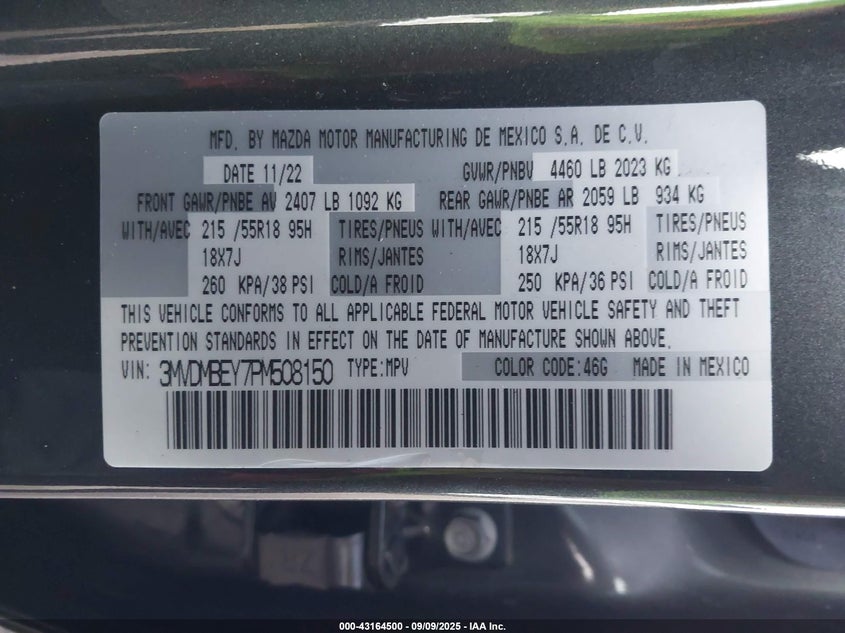 MFD. BY MAZDA MOTOR MANUFACTURING DE MEXICO S.A. DE C.V.
DATE 11/22 GVWR/PNBV 4460 LB 2023 KG
FRONT GAWR/PNBE AV 2407 LB 1092 KG REAR GAWR/PNBE AR 2059 LB 934 KG
WITH/AVEC 215 /55R18 95H TIRES/PNEUS WITH/AVEC 215 /55R18 95H TIRES/PNEUS
18X7J RIMS/JANTES 18X7J RIMS/JANTES
260 KPA/38 PSI COLD/A FROID 250 KPA/36 PSI COLD/A FROID
THIS VEHICLE CONFORMS TO ALL APPLICABLE FEDERAL MOTOR VEHICLE SAFETY AND THEFT
PREVENTION STANDARDS IN EFFECT ON THE DATE OF MANUFACTURE SHOWN ABOVE.
VIN: 3MVDMBEY7PM508150 TYPE:MPV COLOR CODE:46G MADE IN MEXICO
000-43164500 - 09/09/2025 - IAA Inc.